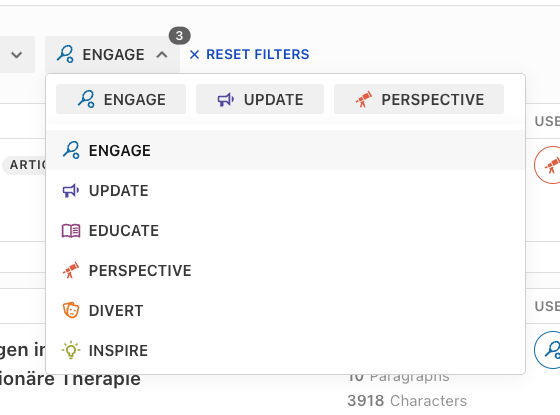 3
ENGAGE
× RESET FILTERS
ENGAGE UPDATE PERSPECTIVE
USE
ENGAGE
ARTIC
UPDATE
EDUCATE
PERSPECTIVE
DIVERT
USE
INSPIRE
gen in
10 Paragraphs
ionäre Therapie
3918 Characters